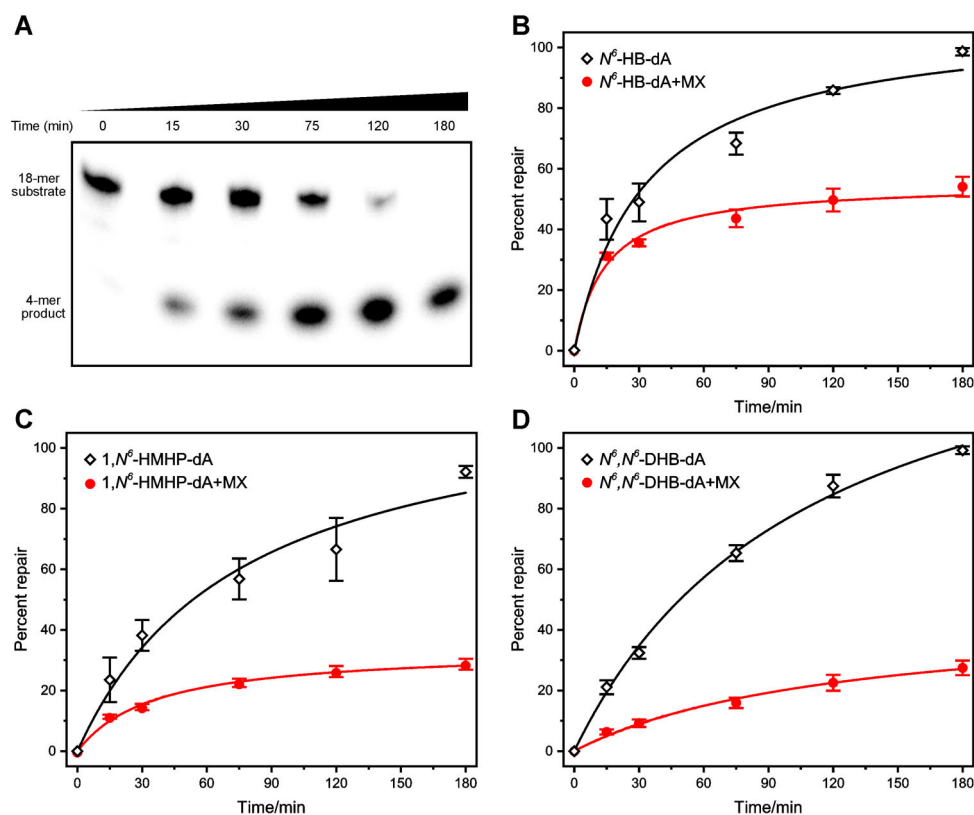 A
Time (min) 0 15 30 75 120 180
18-mer
substrate
4-mer
product
B
N⁶-HB-dA
N⁶-HB-dA+MX
Percent repair
100
80
60
40
20
0
0 30 60 90 120 150 180
Time/min
C
1,N⁶-HMHP-dA
1,N⁶-HMHP-dA+MX
Percent repair
100
80
60
40
20
0
0 30 60 90 120 150 180
Time/min
D
N⁶,N⁶-DHB-dA
N⁶,N⁶-DHB-dA+MX
Percent repair
100
80
60
40
20
0
0 30 60 90 120 150 180
Time/min